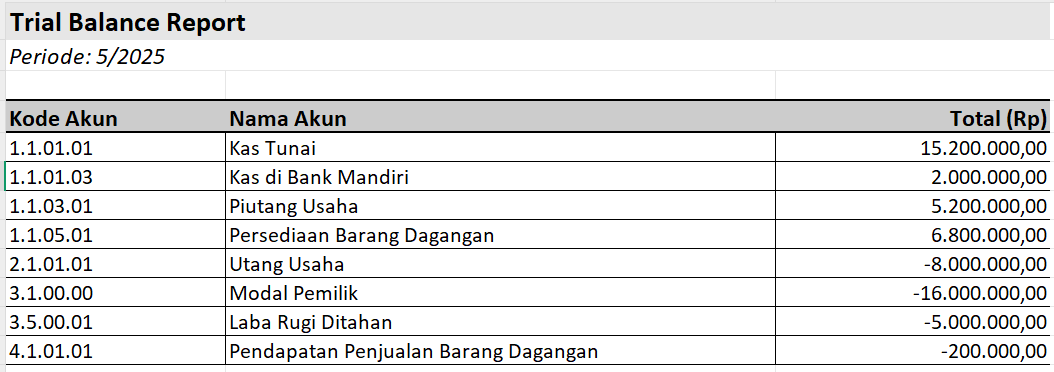 Trial Balance Report
Periode: 5/2025
Kode Akun Nama Akun Total (Rp)
1.1.01.01 Kas Tunai 15.200.000,00
1.1.01.03 Kas di Bank Mandiri 2.000.000,00
1.1.03.01 Piutang Usaha 5.200.000,00
1.1.05.01 Persediaan Barang Dagangan 6.800.000,00
2.1.01.01 Utang Usaha -8.000.000,00
3.1.00.00 Modal Pemilik -16.000.000,00
3.5.00.01 Laba Rugi Ditahan -5.000.000,00
4.1.01.01 Pendapatan Penjualan Barang Dagangan -200.000,00